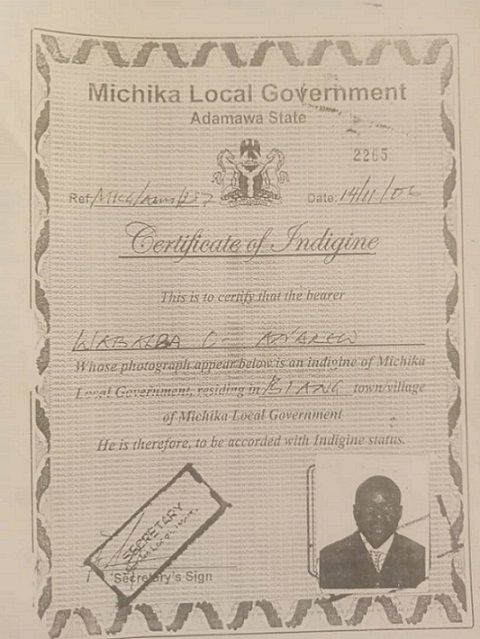 Michika Local Government
Adamawa State
2265
Ref: Date: 14/11/0
Certificate of Indigine
This is to certify that the bearer
WABALBA C
Whose photograph appear below is an indigine of Michika
Local Government, residing in town/village
of Michika Local Government
He is therefore, to be accorded with Indigine status.
SECRETARY
Secretary's Sign